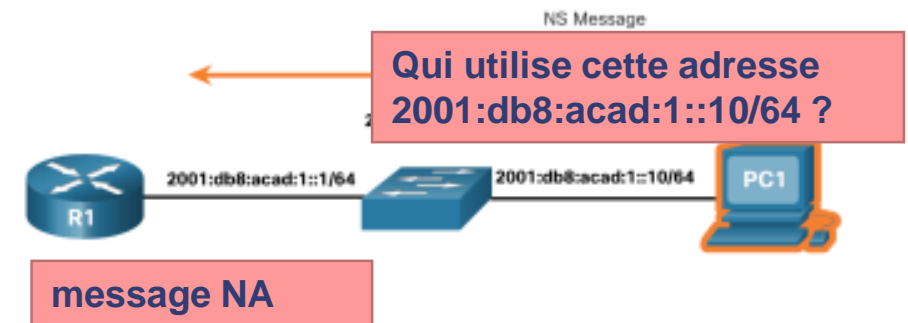 NS Message
Qui utilise cette adresse
2001:db8:acad:1::10/64 ?
2001:db8:acad:1::1/64
2001:db8:acad:1::10/64
PC1
R1
message NA